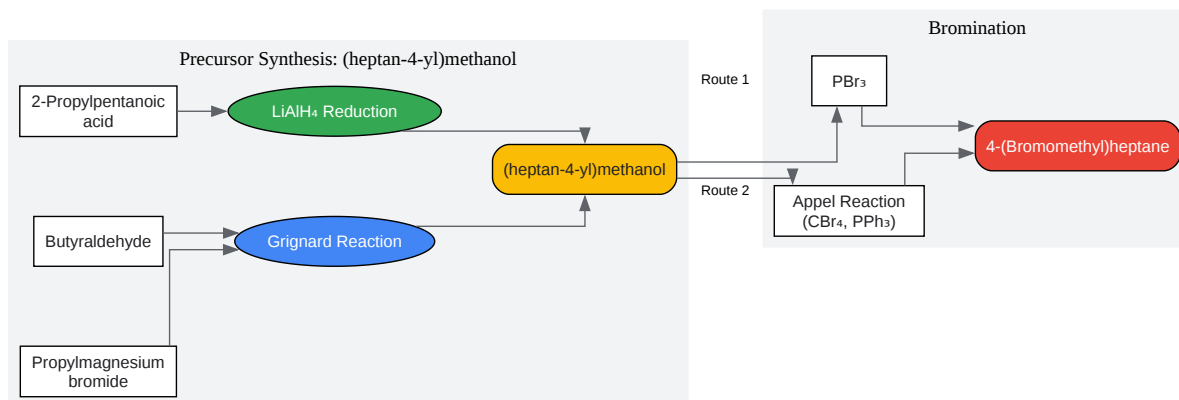 Precursor Synthesis: (heptan-4-yl)methanol
2-Propylpentanoic
acid
LiAlH₄ Reduction
(heptan-4-yl)methanol
Butyraldehyde
Grignard Reaction
Propylmagnesium
bromide
Route 1
Route 2
Bromination
PBr₃
Appel Reaction
(CBr₄, PPh₃)
4-(Bromomethyl)heptane